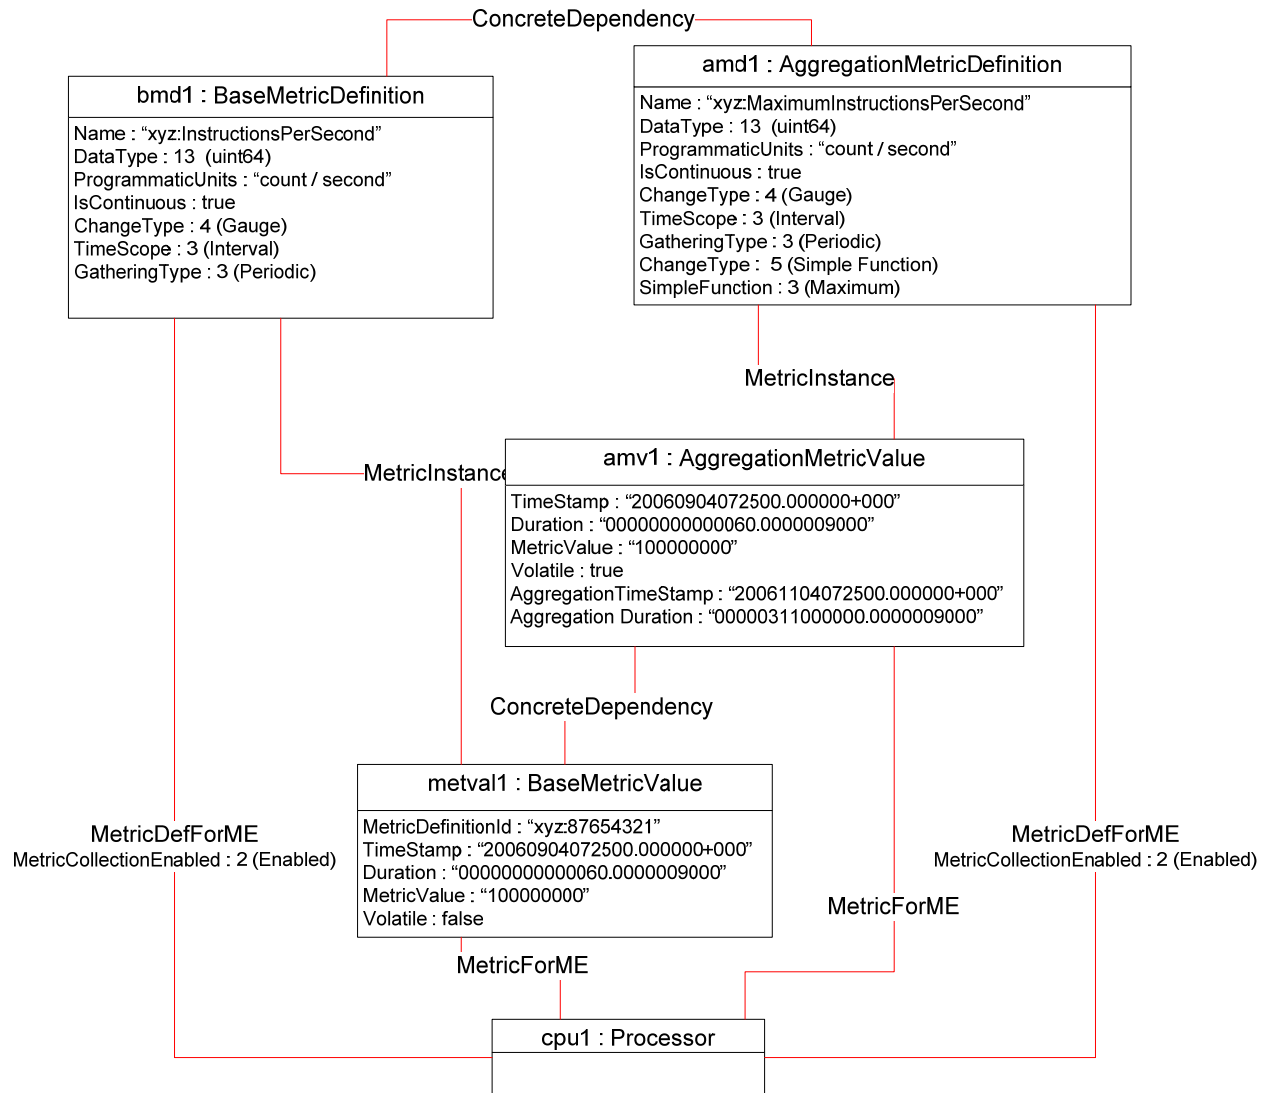 ConcreteDependency
bmd1 : BaseMetricDefinition
Name : “xyz:InstructionsPerSecond”
DataType : 13 (uint64)
ProgrammaticUnits : “count / second”
IsContinuous : true
ChangeType : 4 (Gauge)
TimeScope : 3 (Interval)
GatheringType : 3 (Periodic)
amd1 : AggregationMetricDefinition
Name : “xyz:MaximumInstructionsPerSecond”
DataType : 13 (uint64)
ProgrammaticUnits : “count / second”
IsContinuous : true
ChangeType : 4 (Gauge)
TimeScope : 3 (Interval)
GatheringType : 3 (Periodic)
ChangeType : 5 (Simple Function)
SimpleFunction : 3 (Maximum)
MetricInstance
MetricInstance
amv1 : AggregationMetricValue
TimeStamp : “20060904072500.000000+000”
Duration : “00000000000060.0000009000”
MetricValue : “100000000”
Volatile : true
AggregationTimeStamp : “20061104072500.000000+000”
Aggregation Duration : “00000311000000.0000009000”
ConcreteDependency
metval1 : BaseMetricValue
MetricDefinitionId : “xyz:87654321”
TimeStamp : “20060904072500.000000+000”
Duration : “00000000000060.0000009000”
MetricValue : “100000000”
Volatile : false
MetricDefForME
MetricCollectionEnabled : 2 (Enabled)
MetricDefForME
MetricCollectionEnabled : 2 (Enabled)
MetricForME
MetricForME
cpu1 : Processor